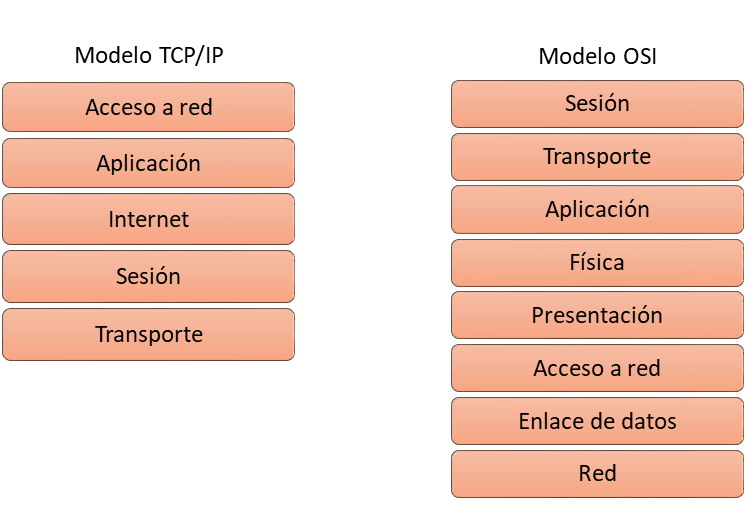 Modelo TCP/IP
Acceso a red
Aplicación
Internet
Sesión
Transporte
Modelo OSI
Sesión
Transporte
Aplicación
Física
Presentación
Acceso a red
Enlace de datos
Red